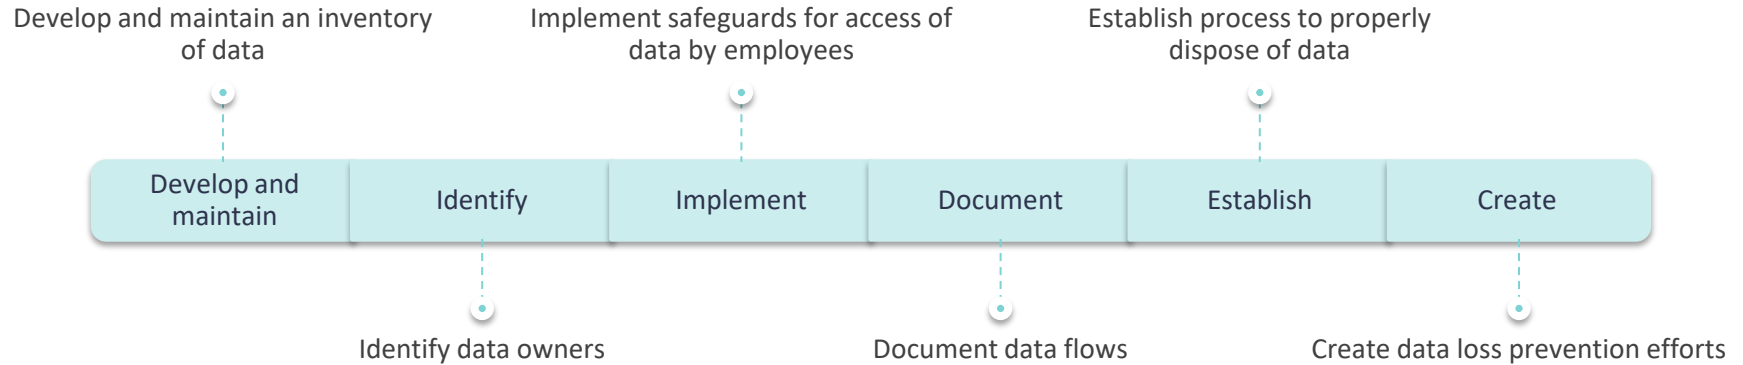 Develop and maintain an inventory
of data
Implement safeguards for access of
data by employees
Establish process to properly
dispose of data
Develop and
maintain
Identify
Implement
Document
Establish
Create
Identify data owners
Document data flows
Create data loss prevention efforts